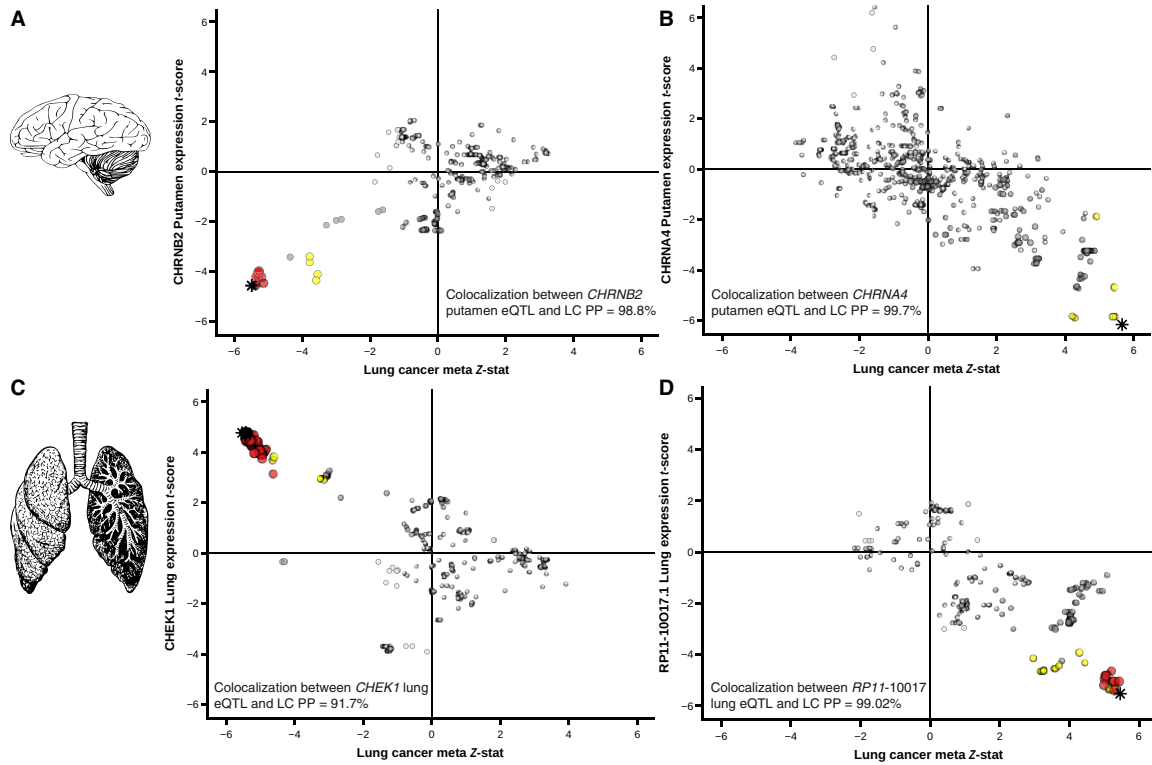 A
CHRNB2 Putamen expression t-score
6
4
2
0
−2
−4
−6
−6
−4
−2
0
2
4
6
Lung cancer meta Z-stat
Colocalization between CHRNB2
putamen eQTL and LC PP = 98.8%
B
CHRNA4 Putamen expression t-score
6
4
2
0
−2
−4
−6
−6
−4
−2
0
2
4
6
Lung cancer meta Z-stat
Colocalization between CHRNA4
putamen eQTL and LC PP = 99.7%
C
CHEK1 Lung expression t-score
6
4
2
0
−2
−4
−6
−6
−4
−2
0
2
4
6
Lung cancer meta Z-stat
Colocalization between CHEK1 lung
eQTL and LC PP = 91.7%
D
RP11-10O17.1 Lung expression t-score
6
4
2
0
−2
−4
−6
−6
−4
−2
0
2
4
6
Lung cancer meta Z-stat
Colocalization between RP11-10017
lung eQTL and LC PP = 99.02%